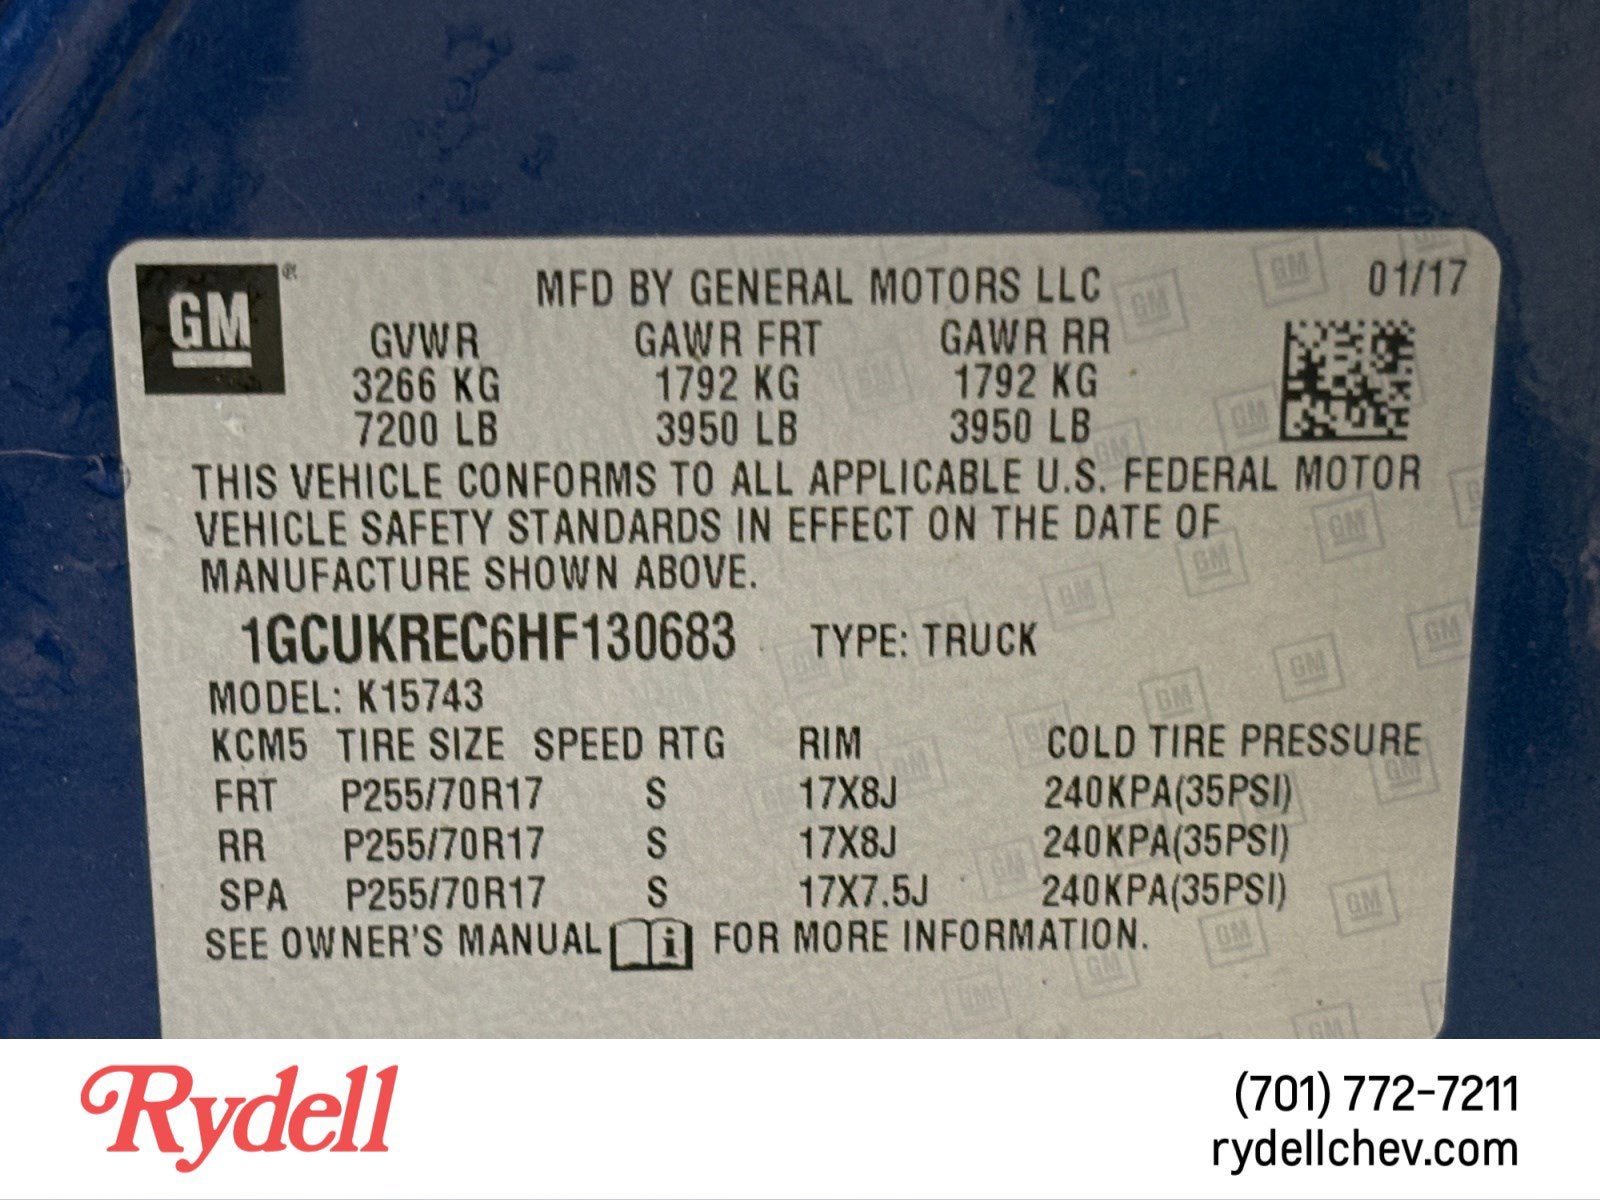 GM
MFD BY GENERAL MOTORS LLC 01/17
GVWR GAWR FRT GAWR RR
3266 KG 1792 KG 1792 KG
7200 LB 3950 LB 3950 LB
THIS VEHICLE CONFORMS TO ALL APPLICABLE U.S. FEDERAL MOTOR
VEHICLE SAFETY STANDARDS IN EFFECT ON THE DATE OF
MANUFACTURE SHOWN ABOVE.
1GCUKREC6HF130683 TYPE: TRUCK
MODEL: K15743
KCM5 TIRE SIZE SPEED RTG RIM COLD TIRE PRESSURE
FRT P255/70R17 S 17X8J 240KPA(35PSI)
RR P255/70R17 S 17X8J 240KPA(35PSI)
SPA P255/70R17 S 17X7.5J 240KPA(35PSI)
SEE OWNER'S MANUAL i FOR MORE INFORMATION.
Rydell
(701) 772-7211
rydellchev.com